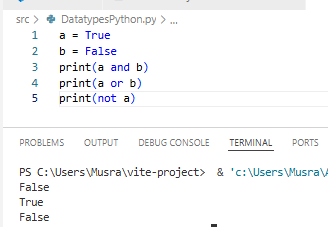 src > DatatypesPython.py > ...
1 a = True
2 b = False
3 print(a and b)
4 print(a or b)
5 print(not a)
PROBLEMS OUTPUT DEBUG CONSOLE TERMINAL PORTS
PS C:\Users\Musra\vite-project> & 'c:\Users\Musra\
False
True
False